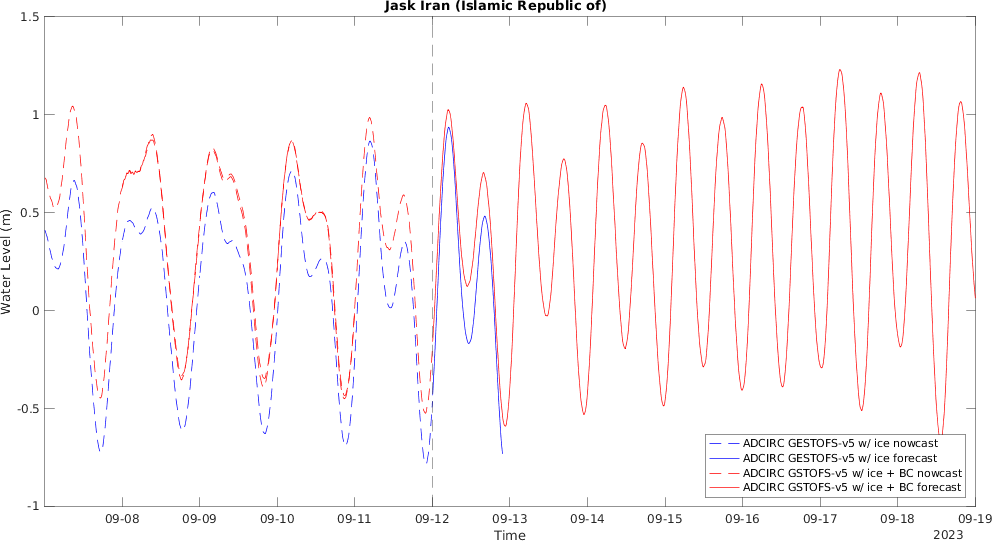 Jask Iran (Islamic Republic of)
1.5
1
0.5
0
-0.5
-1
Water Level (m)
ADCIRC GESTOFS-v5 w/ ice nowcast
ADCIRC GESTOFS-v5 w/ ice forecast
ADCIRC GSTOFS-v5 w/ ice + BC nowcast
ADCIRC GSTOFS-v5 w/ ice + BC forecast
09-08 09-09 09-10 09-11 09-12 09-13 09-14 09-15 09-16 09-17 09-18 09-19
Time
2023